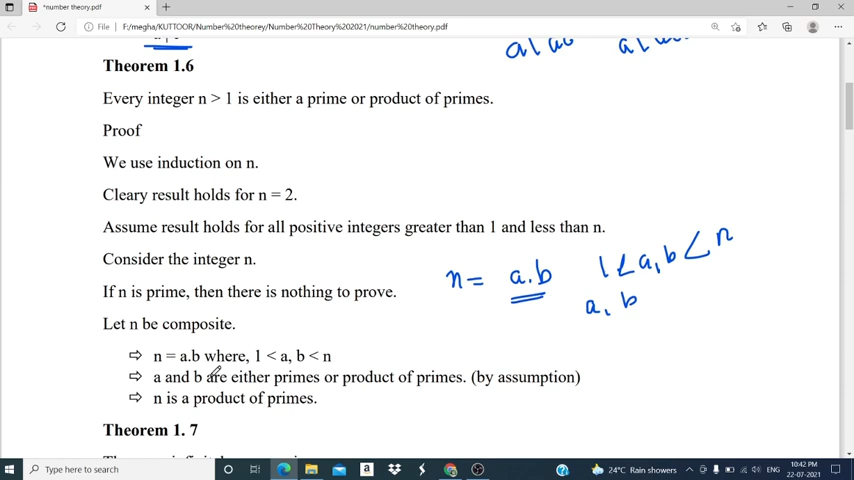 *number theory.pdf
File | F:/megha/KUTTOOR/Number%20theorey/Number%20Theory%202021/number%20theory.pdf
Theorem 1.6
Every integer n > 1 is either a prime or product of primes.
Proof
We use induction on n.
Cleary result holds for n = 2.
Assume result holds for all positive integers greater than 1 and less than n.
Consider the integer n.
n = a.b 1 < a, b < n
If n is prime, then there is nothing to prove.
a, b
Let n be composite.
⇨ n = a.b where, 1 < a, b < n
⇨ a and b are either primes or product of primes. (by assumption)
⇨ n is a product of primes.
Theorem 1. 7
Type here to search
24°C Rain showers
ENG
10:42 PM
22-07-2021